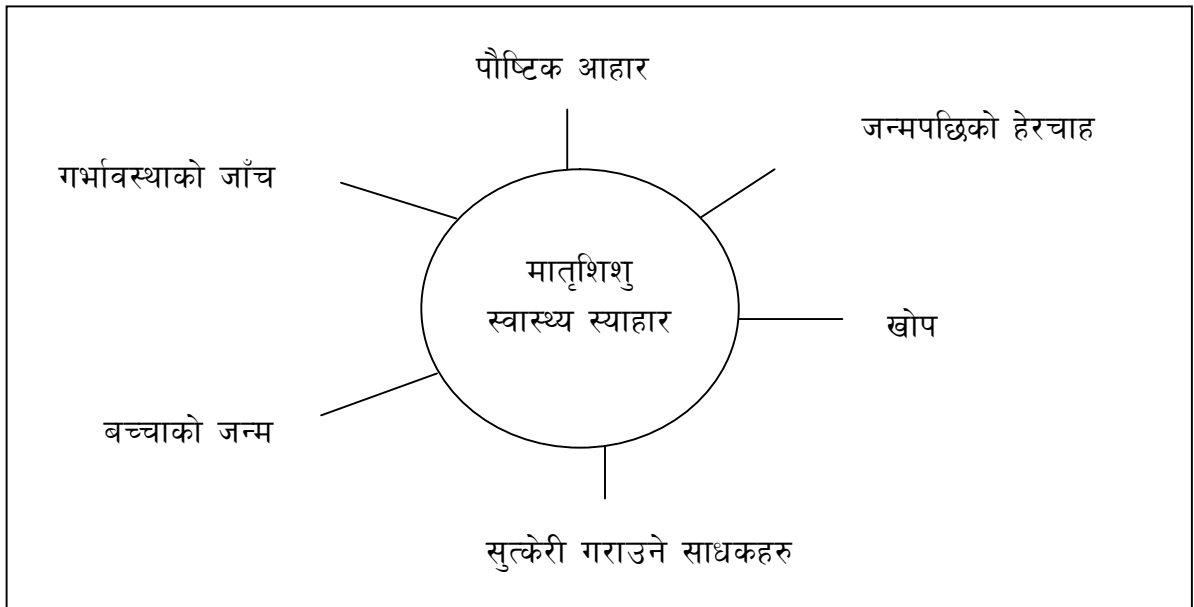 पौष्टिक आहार
जन्मपछिको हेरचाह
गर्भावस्थाको जाँच
मातृशिशु
स्वास्थ्य स्याहार
खोप
बच्चाको जन्म
सुत्केरी गराउने साधकहरु